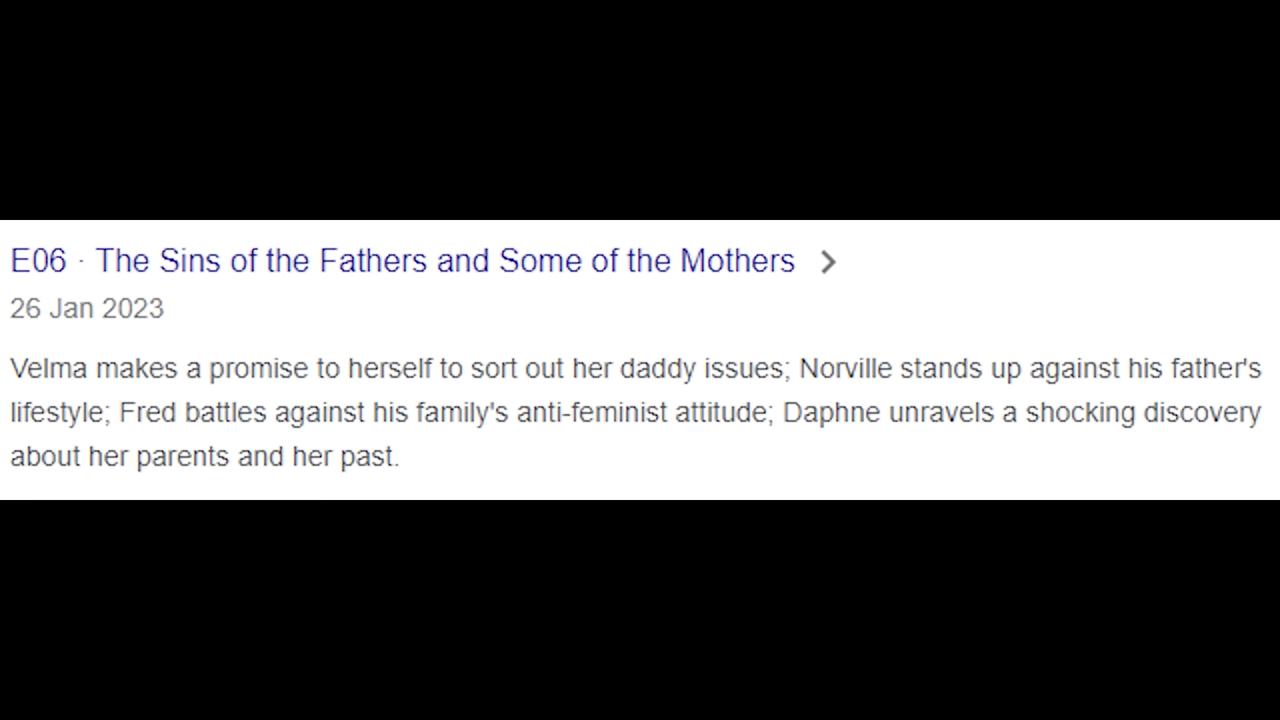 E06 · The Sins of the Fathers and Some of the Mothers
26 Jan 2023
Velma makes a promise to herself to sort out her daddy issues; Norville stands up against his father's
lifestyle; Fred battles against his family's anti-feminist attitude; Daphne unravels a shocking discovery
about her parents and her past.